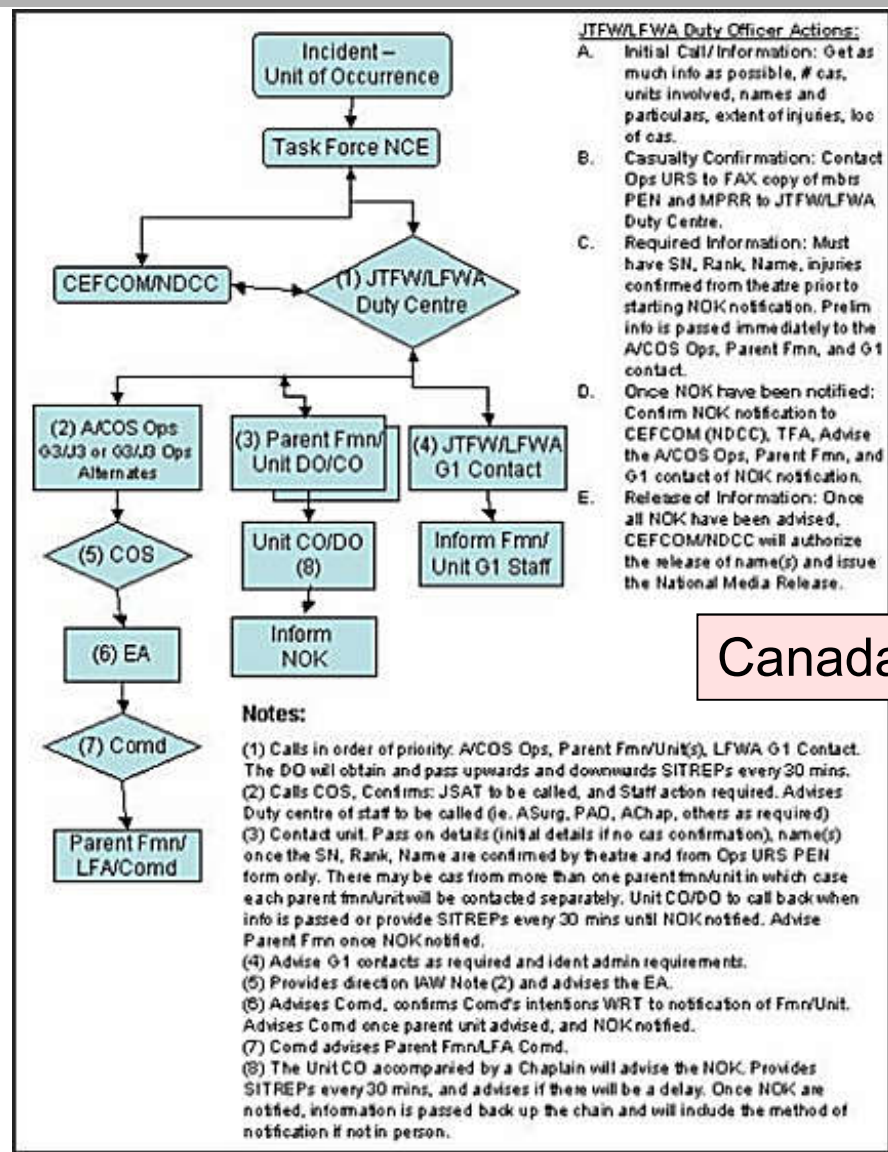 Incident –
Unit of Occurrence
Task Force NCE
CEFCOM/NDCC
(1) JTFW/LFWA
Duty Centre
(2) A/COS Ops
G3/J3 or G3/J3 Ops
Alternates
(3) Parent Fmn/
Unit DO/CO
(4) JTFW/LFWA
G1 Contact
(5) COS
Unit CO/DO
(8)
Inform Fmn/
Unit G1 Staff
(6) EA
Inform
NOK
(7) Comd
Parent Fmn/
LFA/Comd
JTFW/LFWA Duty Officer Actions:
A. Initial Call/Information: Get as
much info as possible, # cas,
units involved, names and
particulars, extent of injuries, loc
of cas.
B. Casualty Confirmation: Contact
Ops URS to FAX copy of mbrs
PEN and MPRR to JTFW/LFWA
Duty Centre.
C. Required Information: Must
have SN, Rank, Name, injuries
confirmed from theatre prior to
starting NOK notification. Prelim
info is passed immediately to the
A/COS Ops, Parent Fmn, and G1
contact.
D. Once NOK have been notified:
Confirm NOK notification to
CEFCOM (NDCC), TFA, Advise
the A/COS Ops, Parent Fmn, and
G1 contact of NOK notification.
E. Release of Information: Once
all NOK have been advised,
CEFCOM/NDCC will authorize
the release of name(s) and issue
the National Media Release.
Canada
Notes:
(1) Calls in order of priority: A/COS Ops, Parent Fmn/Unit(s), LFWA G1 Contact.
The DO will obtain and pass upwards and downwards SITREPs every 30 mins.
(2) Calls COS, Confirms: JSAT to be called, and Staff action required. Advises
Duty centre of staff to be called (ie. ASurg, PAO, AChap, others as required)
(3) Contact unit. Pass on details (initial details if no cas confirmation), name(s)
once the SN, Rank, Name are confirmed by theatre and from Ops URS PEN
form only. There may be cas from more than one parent fmn/unit in which case
each parent fmn/unit will be contacted separately. Unit CO/DO to call back when
info is passed or provide SITREPs every 30 mins until NOK notified. Advise
Parent Fmn once NOK notified.
(4) Advise G1 contacts as required and ident admin requirements.
(5) Provides direction IAW Note (2) and advises the EA.
(6) Advises Comd, confirms Comd's intentions WRT to notification of Fmn/Unit.
Advises Comd once parent unit advised, and NOK notified.
(7) Comd advises Parent Fmn/LFA Comd.
(8) The Unit CO accompanied by a Chaplain will advise the NOK. Provides
SITREPs every 30 mins, and advises if there will be a delay. Once NOK are
notified, information is passed back up the chain and will include the method of
notification if not in person.